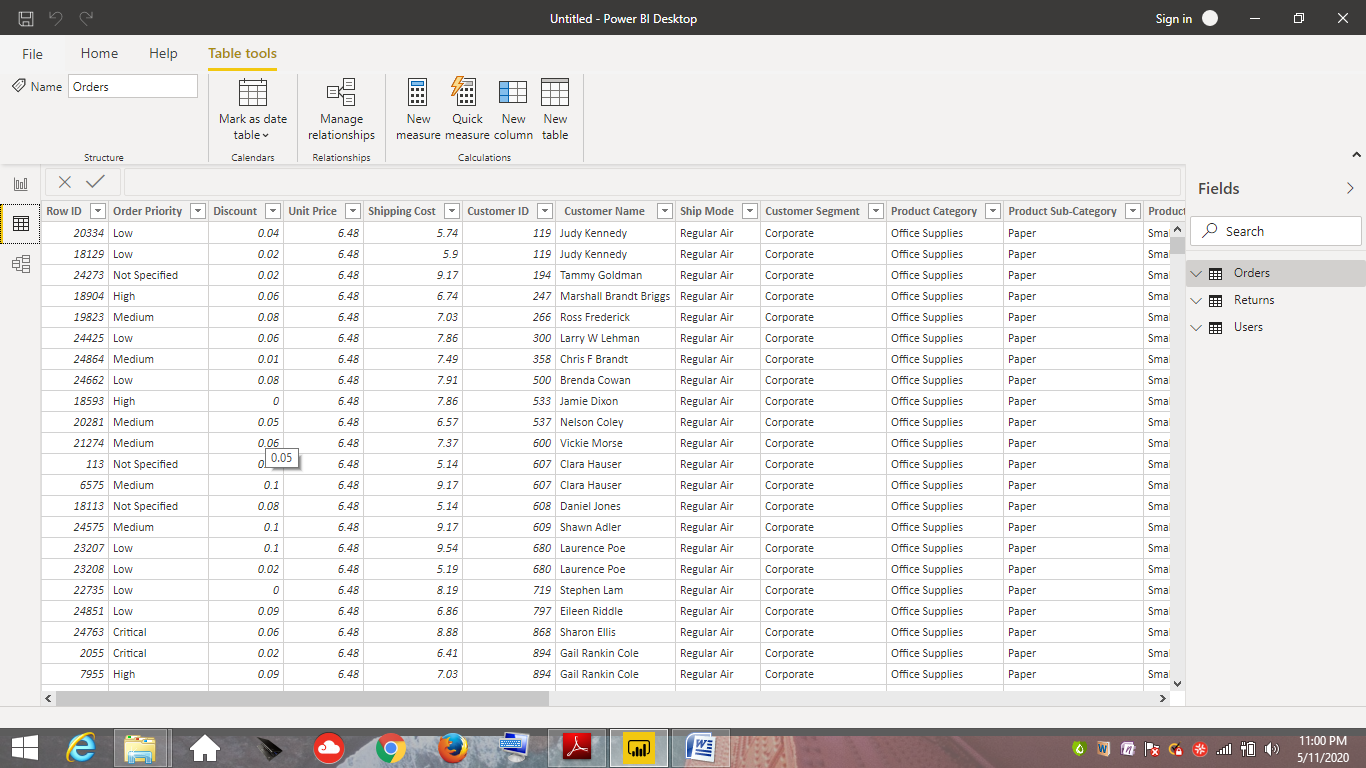 Untitled - Power BI Desktop
Sign in
File Home Help Table tools
Name Orders
Mark as date table
Manage relationships
New measure
Quick measure
New column
New table
Structure Calendars Relationships Calculations
Row ID Order Priority Discount Unit Price Shipping Cost Customer ID Customer Name Ship Mode Customer Segment Product Category Product Sub-Category Product
20334 Low 0.04 6.48 5.74 119 Judy Kennedy Regular Air Corporate Office Supplies Paper Sma
18129 Low 0.02 6.48 5.9 119 Judy Kennedy Regular Air Corporate Office Supplies Paper Sma
24273 Not Specified 0.02 6.48 9.17 194 Tammy Goldman Regular Air Corporate Office Supplies Paper Sma
18904 High 0.06 6.48 6.74 247 Marshall Brandt Briggs Regular Air Corporate Office Supplies Paper Sma
19823 Medium 0.08 6.48 7.03 266 Ross Frederick Regular Air Corporate Office Supplies Paper Sma
24425 Low 0.06 6.48 7.86 300 Larry W Lehman Regular Air Corporate Office Supplies Paper Sma
24864 Medium 0.01 6.48 7.49 358 Chris F Brandt Regular Air Corporate Office Supplies Paper Sma
24662 Low 0.08 6.48 7.91 500 Brenda Cowan Regular Air Corporate Office Supplies Paper Sma
18593 High 0 6.48 7.86 533 Jamie Dixon Regular Air Corporate Office Supplies Paper Sma
20281 Medium 0.05 6.48 6.57 537 Nelson Coley Regular Air Corporate Office Supplies Paper Sma
21274 Medium 0.06 6.48 7.37 600 Vickie Morse Regular Air Corporate Office Supplies Paper Sma
0.05
113 Not Specified 6.48 5.14 607 Clara Hauser Regular Air Corporate Office Supplies Paper Sma
6575 Medium 0.1 6.48 9.17 607 Clara Hauser Regular Air Corporate Office Supplies Paper Sma
18113 Not Specified 0.08 6.48 5.14 608 Daniel Jones Regular Air Corporate Office Supplies Paper Sma
24575 Medium 0.1 6.48 9.17 609 Shawn Adler Regular Air Corporate Office Supplies Paper Sma
23207 Low 0.1 6.48 9.54 680 Laurence Poe Regular Air Corporate Office Supplies Paper Sma
23208 Low 0.02 6.48 5.19 680 Laurence Poe Regular Air Corporate Office Supplies Paper Sma
22735 Low 0 6.48 8.19 719 Stephen Lam Regular Air Corporate Office Supplies Paper Sma
24851 Low 0.09 6.48 6.86 797 Eileen Riddle Regular Air Corporate Office Supplies Paper Sma
24763 Critical 0.06 6.48 8.88 868 Sharon Ellis Regular Air Corporate Office Supplies Paper Sma
2055 Critical 0.02 6.48 6.41 894 Gail Rankin Cole Regular Air Corporate Office Supplies Paper Sma
7955 High 0.09 6.48 7.03 894 Gail Rankin Cole Regular Air Corporate Office Supplies Paper Sma
Fields
Search
Orders
Returns
Users
11:00 PM
5/11/2020